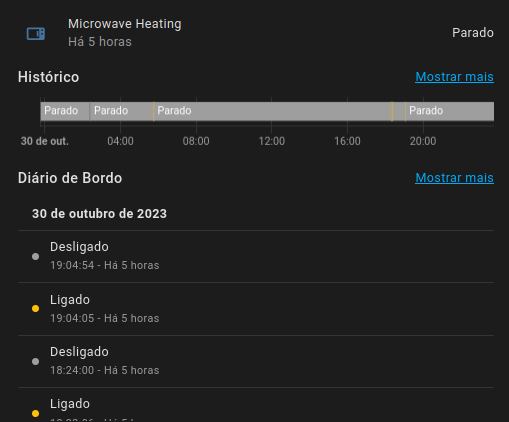 Microwave Heating
Há 5 horas
Parado
Histórico
Mostrar mais
Parado Parado Parado Parado
30 de out. 04:00 08:00 12:00 16:00 20:00
Diário de Bordo
Mostrar mais
30 de outubro de 2023
Desligado
19:04:54 - Há 5 horas
Ligado
19:04:05 - Há 5 horas
Desligado
18:24:00 - Há 5 horas
Ligado